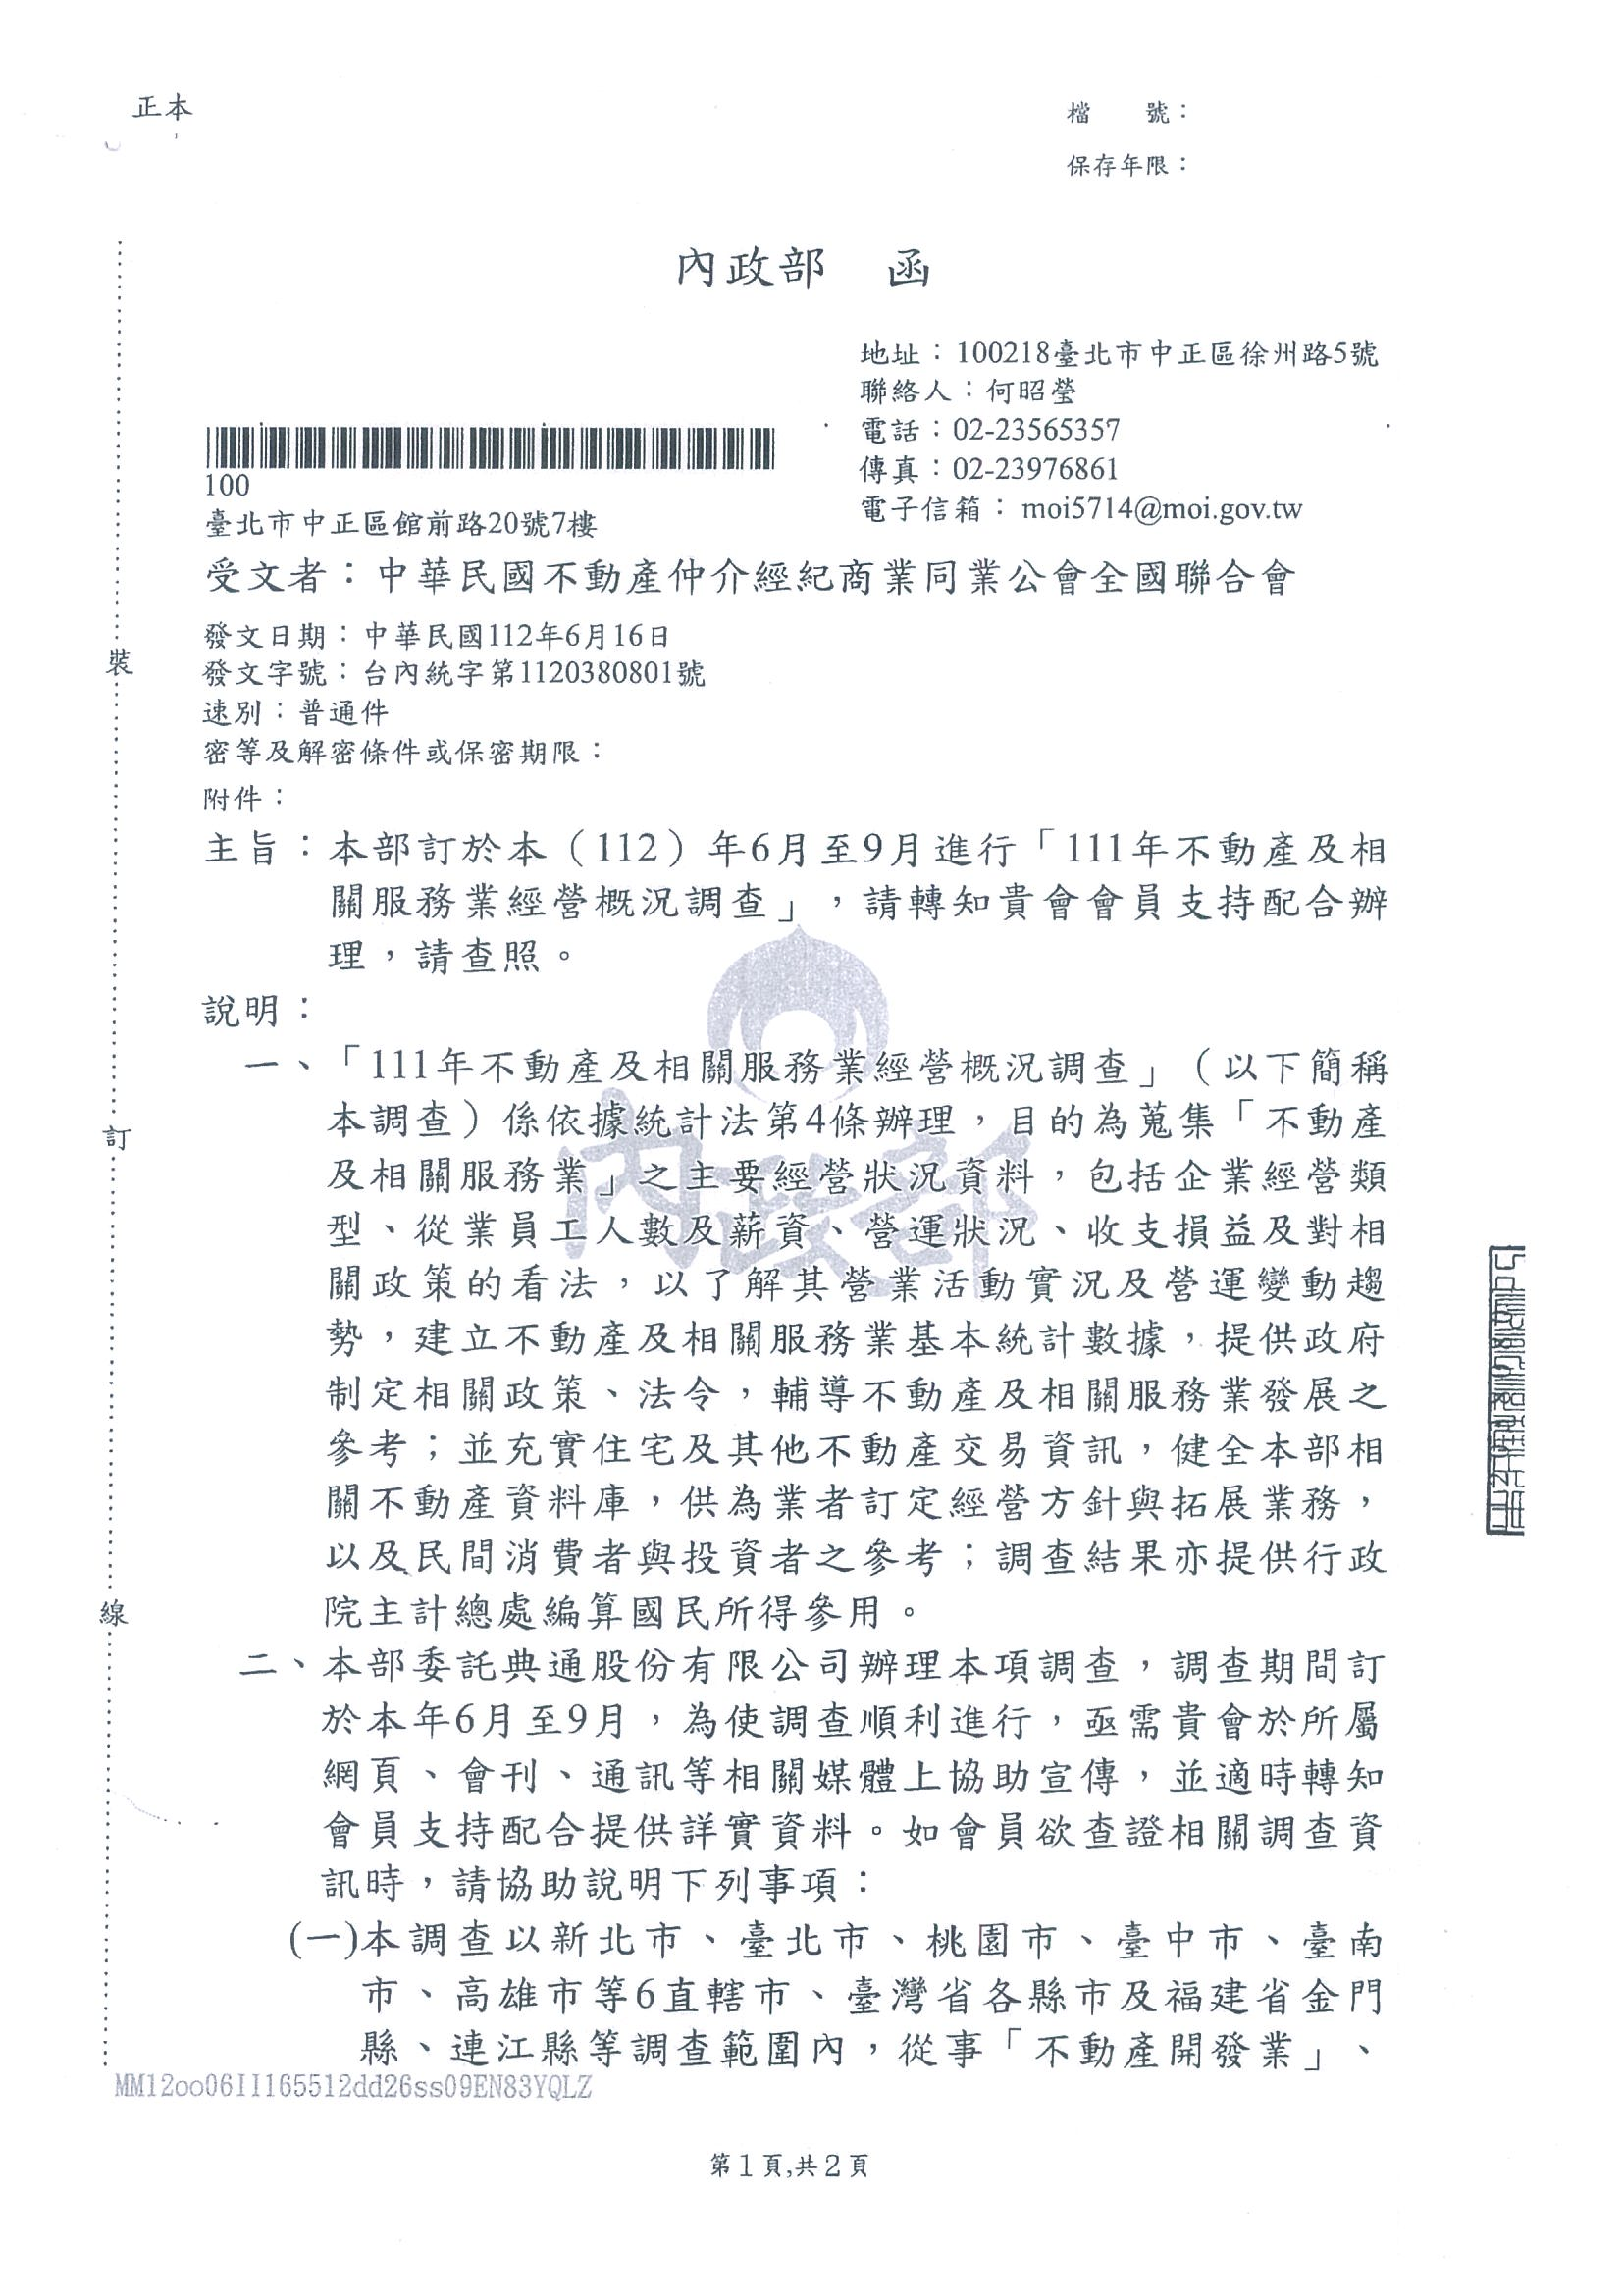 正本
檔　　號：
保存年限：
內政部　函
地址：100218臺北市中正區徐州路5號
聯絡人：何昭瑩
電話：02-23565357
傳真：02-23976861
電子信箱：moi5714@moi.gov.tw
100
臺北市中正區館前路20號7樓
受文者：中華民國不動產仲介經紀商業同業公會全國聯合會
發文日期：中華民國112年6月16日
發文字號：台內統字第1120380801號
速別：普通件
密等及解密條件或保密期限：
附件：
主旨：本部訂於本（112）年6月至9月進行「111年不動產及相
關服務業經營概況調查」，請轉知貴會會員支持配合辦
理，請查照。
說明：
一、「111年不動產及相關服務業經營概況調查」（以下簡稱
本調查）係依據統計法第4條辦理，目的為蒐集「不動產
及相關服務業」之主要經營狀況資料，包括企業經營類
型、從業員工人數及薪資、營運狀況、收支損益及對相
關政策的看法，以了解其營業活動實況及營運變動趨
勢，建立不動產及相關服務業基本統計數據，提供政府
制定相關政策、法令，輔導不動產及相關服務業發展之
參考；並充實住宅及其他不動產交易資訊，健全本部相
關不動產資料庫，供為業者訂定經營方針與拓展業務，
以及民間消費者與投資者之參考；調查結果亦提供行政
院主計總處編算國民所得參用。
二、本部委託典通股份有限公司辦理本項調查，調查期間訂
於本年6月至9月，為使調查順利進行，亟需貴會於所屬
網頁、會刊、通訊等相關媒體上協助宣傳，並適時轉知
會員支持配合提供詳實資料。如會員欲查證相關調查資
訊時，請協助說明下列事項：
(一)本調查以新北市、臺北市、桃園市、臺中市、臺南
市、高雄市等6直轄市、臺灣省各縣市及福建省金門
縣、連江縣等調查範圍內，從事「不動產開發業」、
裝
訂
線
內政部
MM12oo06III165512dd26ss09EN83YQLZ
第1頁,共2頁